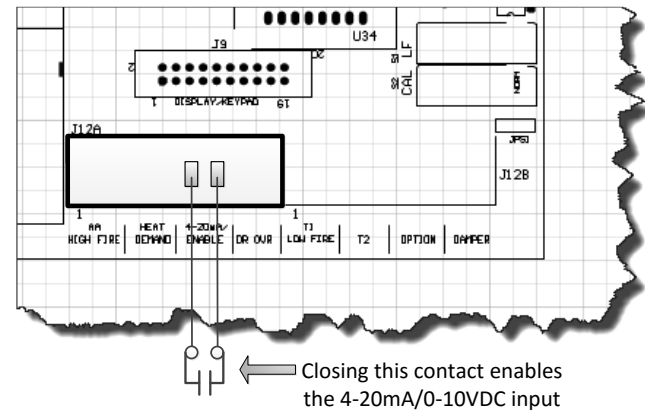 U34
J9
2
20
1
DISPLAY/KEYPAD
19
S1 LF
S2 CAL
JP51
J12A
J12B
1
1
AA
HIGH FIRE
HEAT
DEMAND
4-20mA/
ENABLE
DR OVR
T1
LOW FIRE
T2
OPTION
DAMPER
Closing this contact enables
the 4-20mA/0-10VDC input